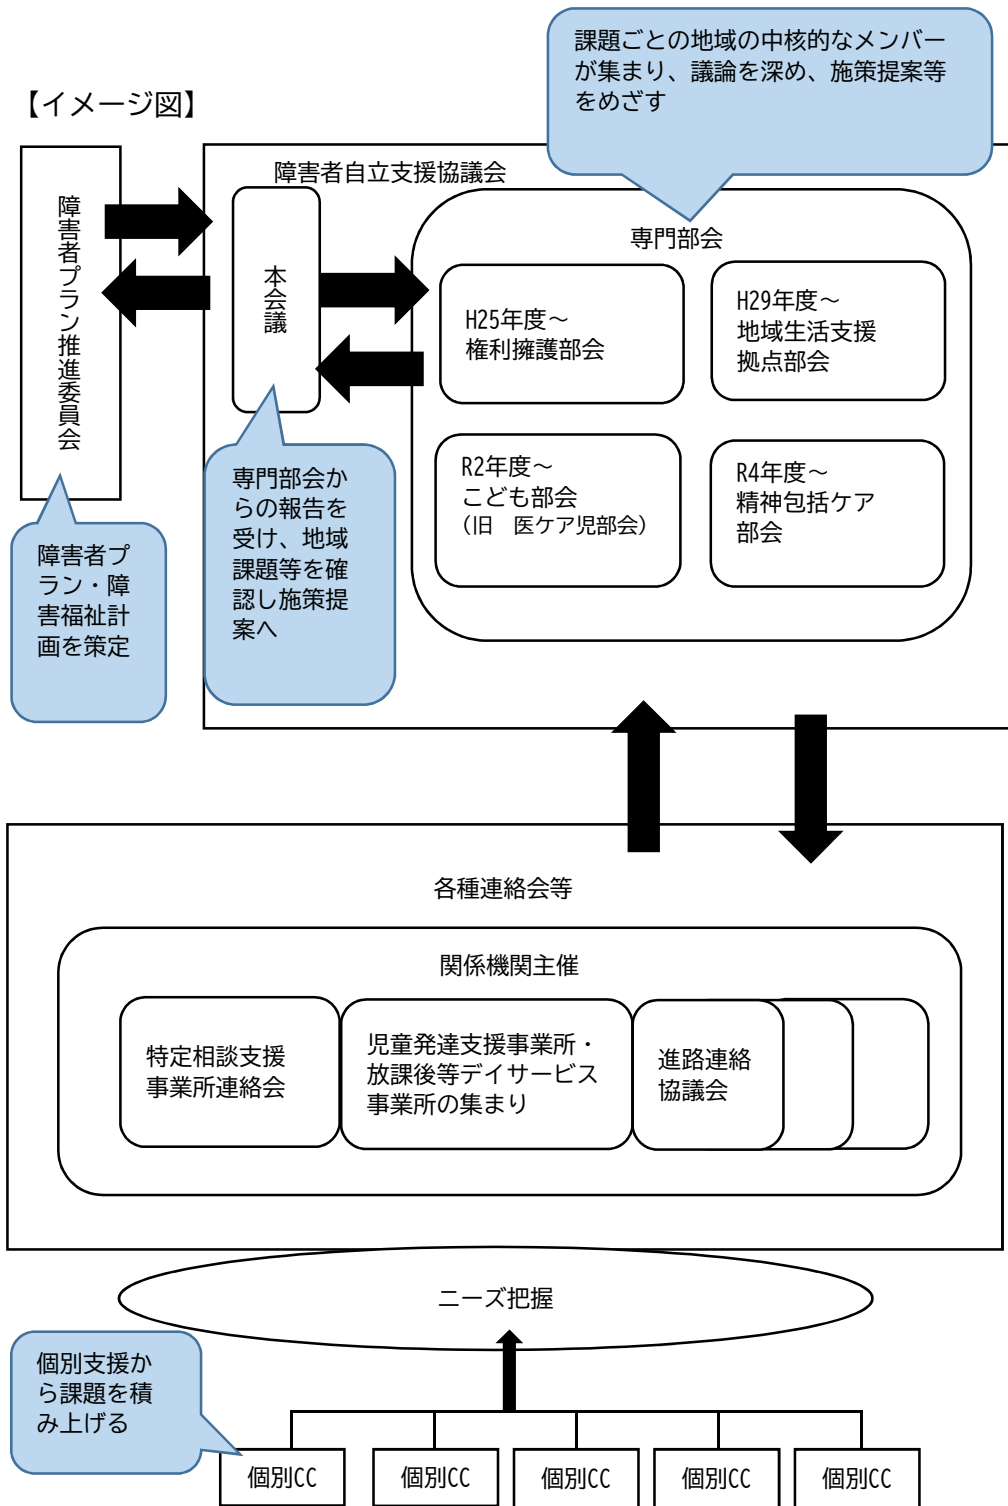 課題ごとの地域の中核的なメンバー
が集まり、議論を深め、施策提案等
をめざす
【イメージ図】
障害者自立支援協議会
障害者プラン推進委員会
本会議
専門部会
H25年度～
権利擁護部会
H29年度～
地域生活支援
拠点部会
R2年度～
こども部会
(旧　医ケア児部会)
R4年度～
精神包括ケア
部会
専門部会か
らの報告を
受け、地域
課題等を確
認し施策提
案へ
障害者プ
ラン・障
害福祉計
画を策定
各種連絡会等
関係機関主催
特定相談支援
事業所連絡会
児童発達支援事業所・
放課後等デイサービス
事業所の集まり
進路連絡
協議会
ニーズ把握
個別支援か
ら課題を積
み上げる
個別CC
個別CC
個別CC
個別CC
個別CC